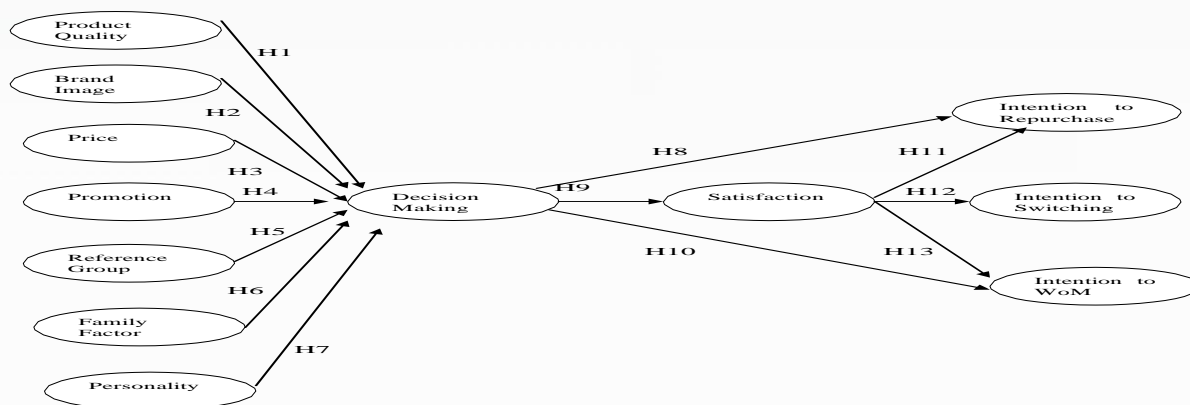 Product
Quality
H1
Brand
Image
H2
Price
H3
Promotion
H4
Reference
Group
H5
Family
Factor
H6
Personality
H7
Decision
Making
H8
H9
H10
Satisfaction
H11
H12
H13
Intention to
Repurchase
Intention to
Switching
Intention to
WoM